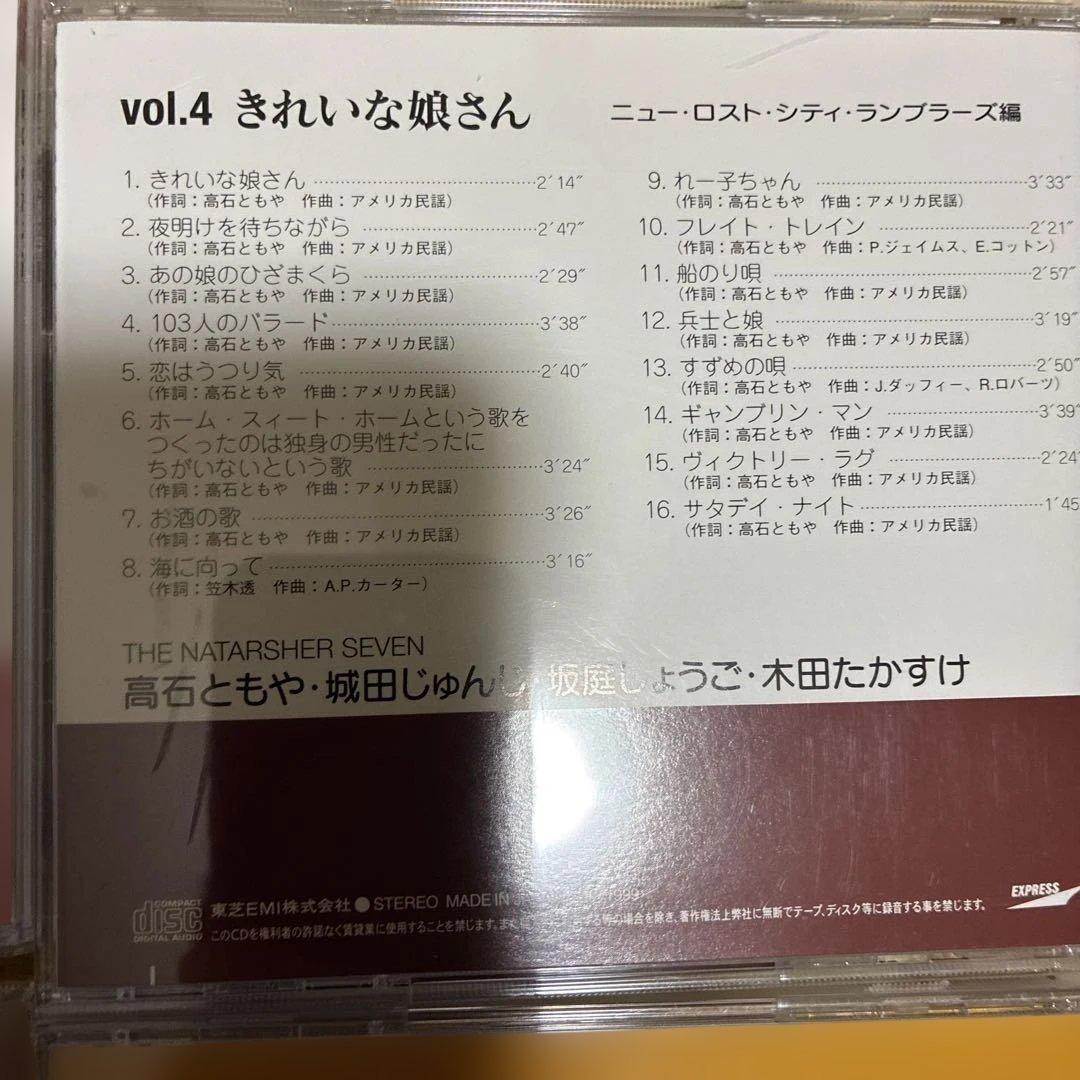 vol.4 きれいな娘さん
ニュー・ロスト・シティ・ランブラーズ編
1. きれいな娘さん 2′14″
(作詞：高石ともや 作曲：アメリカ民謡)
2. 夜明けを待ちながら 2′47″
(作詞：高石ともや 作曲：アメリカ民謡)
3. あの娘のひざまくら 2′29″
(作詞：高石ともや 作曲：アメリカ民謡)
4. 103人のバラード 3′38″
(作詞：高石ともや 作曲：アメリカ民謡)
5. 恋はうつり気 2′40″
(作詞：高石ともや 作曲：アメリカ民謡)
6. ホーム・スィート・ホームという歌を
つくったのは独身の男性だったに
ちがいないという歌 3′24″
(作詞：高石ともや 作曲：アメリカ民謡)
7. お酒の歌 3′26″
(作詞：高石ともや 作曲：アメリカ民謡)
8. 海に向って 3′16″
(作詞：笠木透 作曲：A.P.カーター)
9. れー子ちゃん 3′33″
(作詞：高石ともや 作曲：アメリカ民謡)
10. フレイト・トレイン 2′21″
(作詞：高石ともや 作曲：P.ジェイムス、E.コットン)
11. 船のり唄 2′57″
(作詞：高石ともや 作曲：アメリカ民謡)
12. 兵士と娘 3′19″
(作詞：高石ともや 作曲：アメリカ民謡)
13. すずめの唄 2′50″
(作詞：高石ともや 作曲：J.ダッフィー、R.ロバーツ)
14. ギャンブリン・マン 3′39″
(作詞：高石ともや 作曲：アメリカ民謡)
15. ヴィクトリー・ラグ 2′24″
(作詞：高石ともや 作曲：アメリカ民謡)
16. サタデイ・ナイト 1′45
(作詞：高石ともや 作曲：アメリカ民謡)
THE NATARSHER SEVEN
高石ともや・城田じゅんじ・坂庭しょうご・木田たかすけ
COMPACT
disc
DIGITAL AUDIO
東芝EMI株式会社●STEREO MADE IN
このCDを権利者の許諾なく賃貸業に使用することを禁じます。また 等の場合を除き、著作権法上弊社に無断でテープ、ディスク等に録音する事を禁じます。
EXPRESS